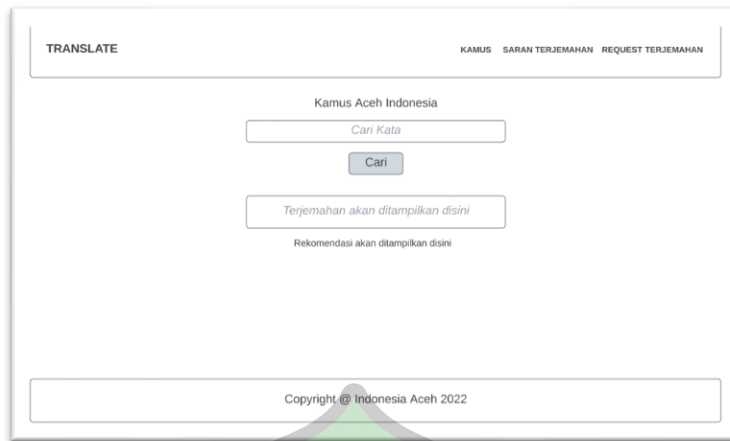 TRANSLATE
KAMUS SARAN TERJEMAHAN REQUEST TERJEMAHAN
Kamus Aceh Indonesia
Cari Kata
Cari
Terjemahan akan ditampilkan disini
Rekomendasi akan ditampilkan disini
Copyright @ Indonesia Aceh 2022